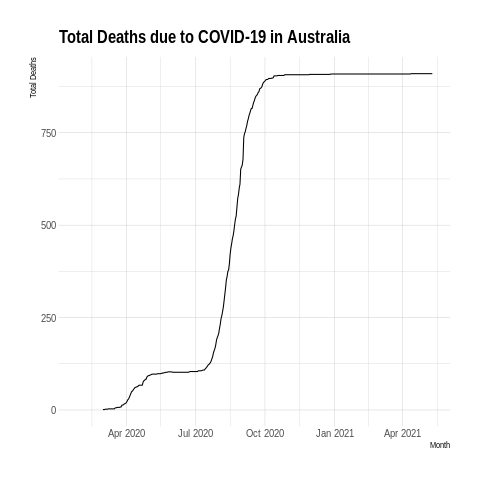 Total Deaths due to COVID-19 in Australia
Total Deaths
750
500
250
0
Apr 2020 Jul 2020 Oct 2020 Jan 2021 Apr 2021
Month